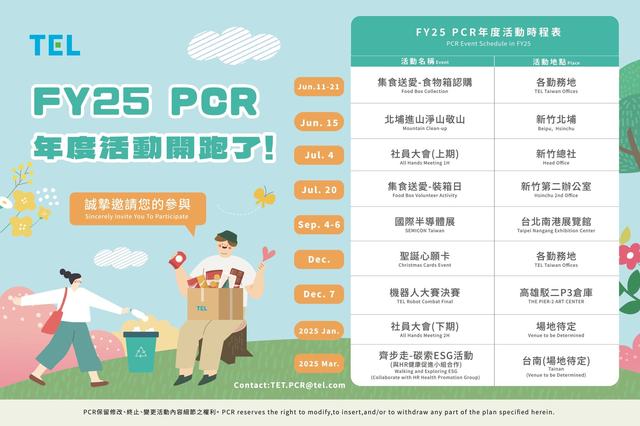 TEL
FY25 PCR
年度活動開跑了!
誠摯邀請您的參與
Sincerely Invite You To Participate
TEL
Contact:TET.PCR@tel.com
FY25 PCR年度活動時程表
PCR Event Schedule in FY25
活動名稱 Event 活動地點 Place
Jun.11-21 集食送愛-食物箱認購 各勤務地
Food Box Collection TEL Taiwan Offices
Jun. 15 北埔進山淨山敬山 新竹北埔
Mountain Clean-up Beipu, Hsinchu
Jul. 4 社員大會(上期) 新竹總社
All Hands Meeting 1H Head Office
Jul. 20 集食送愛-裝箱日 新竹第二辦公室
Food Box Volunteer Activity Hsinchu 2nd Office
Sep. 4-6 國際半導體展 台北南港展覽館
SEMICON Taiwan Taipei Nangang Exhibition Center
Dec. 聖誕心願卡 各勤務地
Christmas Cards Event TEL Taiwan Offices
Dec. 7 機器人大賽決賽 高雄駁二P3倉庫
TEL Robot Combat Final THE PIER-2 ART CENTER
2025 Jan. 社員大會(下期) 場地待定
All Hands Meeting 2H Venue to be Determined
2025 Mar. 齊步走-碳索ESG活動 台南(場地待定)
(與HR健康促進小組合作) Tainan
Walking and Exploring ESG (Venue to be Determined)
(Collaborate with HR Health Promotion Group)
PCR保留修改、終止、變更活動內容細節之權利。PCR reserves the right to modify,to insert,and/or to withdraw any part of the plan specified herein.